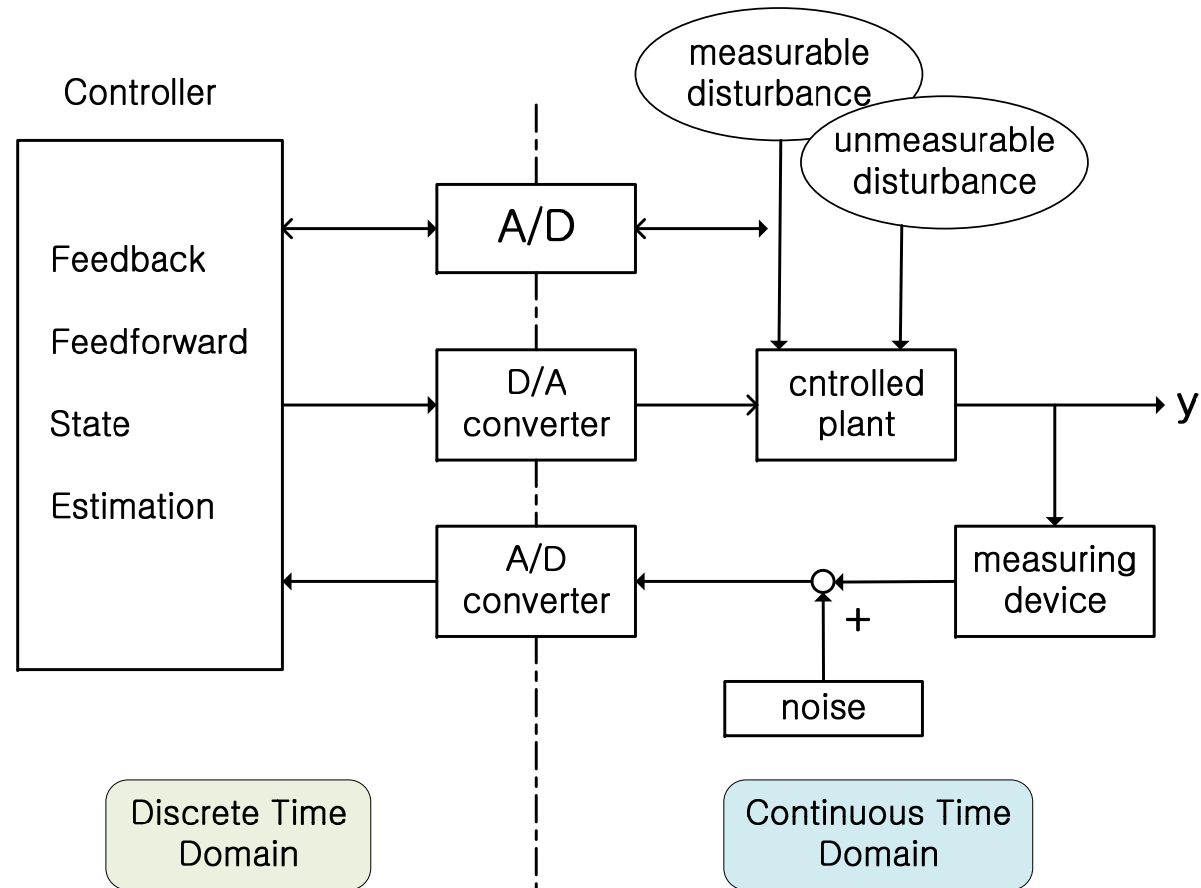 measurable
disturbance
Controller
unmeasurable
disturbance
A/D
Feedback
Feedforward
State
Estimation
D/A
converter
cntrolled
plant
y
A/D
converter
measuring
device
+
noise
Discrete Time
Domain
Continuous Time
Domain